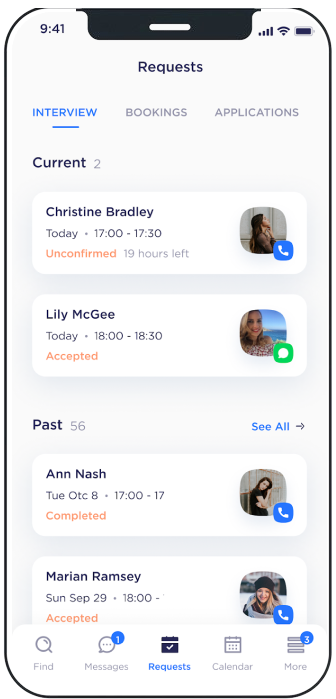 9:41
Requests
INTERVIEW BOOKINGS APPLICATIONS
Current 2
Christine Bradley
Today • 17:00 - 17:30
Unconfirmed 19 hours left
Lily McGee
Today • 18:00 - 18:30
Accepted
Past 56
See All →
Ann Nash
Tue Otc 8 • 17:00 - 17
Completed
Marian Ramsey
Sun Sep 29 • 18:00 -
Accepted
1
3
Find Messages Requests Calendar More